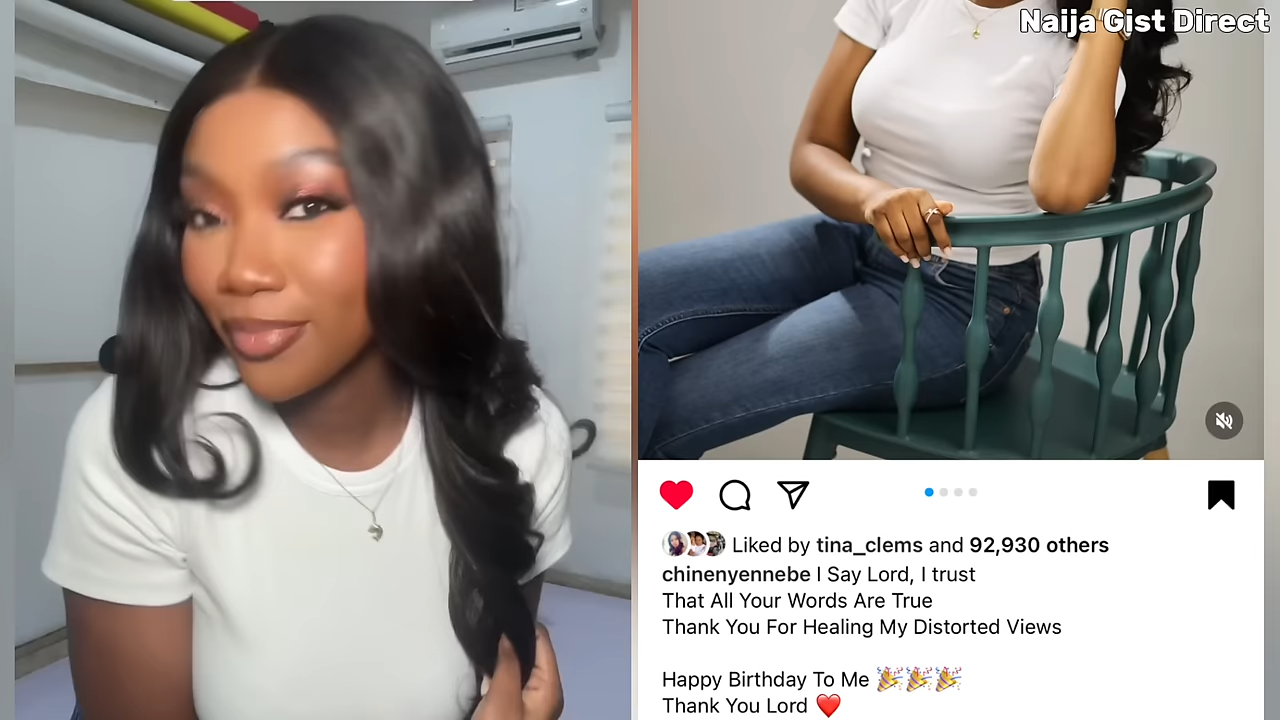 Naija Gist Direct
Liked by tina_clems and 92,930 others
chinenyennebe I Say Lord, I trust
That All Your Words Are True
Thank You For Healing My Distorted Views
Happy Birthday To Me 🎉🎉🎉
Thank You Lord ❤️